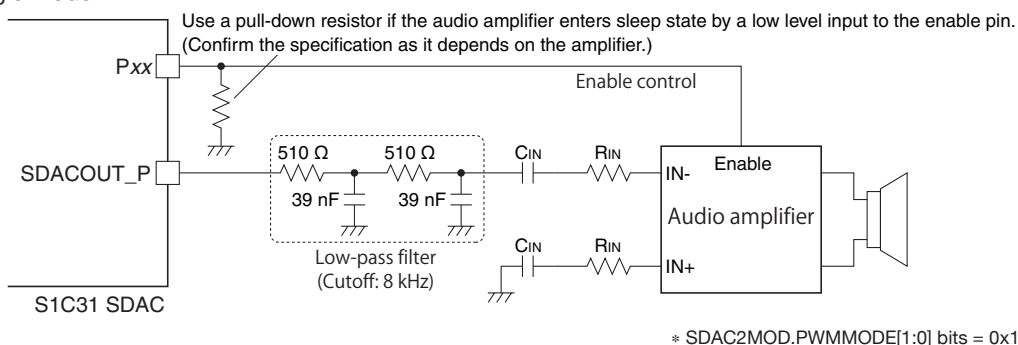 Use a pull-down resistor if the audio amplifier enters sleep state by a low level input to the enable pin.
(Confirm the specification as it depends on the amplifier.)
Pxx
Enable control
SDACOUT_P
510 Ω
510 Ω
CIN
RIN
IN-
Enable
39 nF
39 nF
Audio amplifier
Low-pass filter
(Cutoff: 8 kHz)
CIN
RIN
IN+
S1C31 SDAC
* SDAC2MOD.PWMMODE[1:0] bits = 0x1